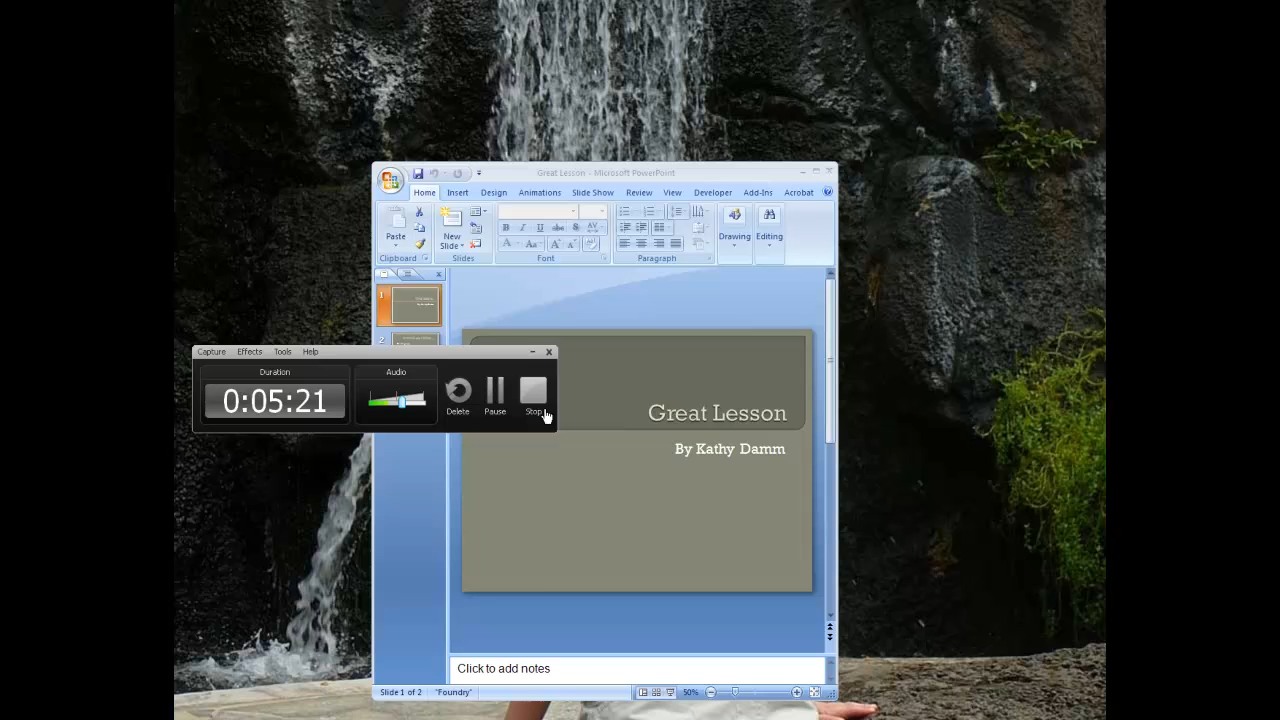 Great Lesson - Microsoft PowerPoint
Home Insert Design Animations Slide Show Review View Developer Add-Ins Acrobat
Paste
New Slide
Drawing
Editing
Clipboard Slides Font Paragraph
1
2
Capture Effects Tools Help
Duration
0:05:21
Audio
Delete Pause Stop
Great Lesson
By Kathy Damm
Click to add notes
Slide 1 of 2 "Foundry" 50%